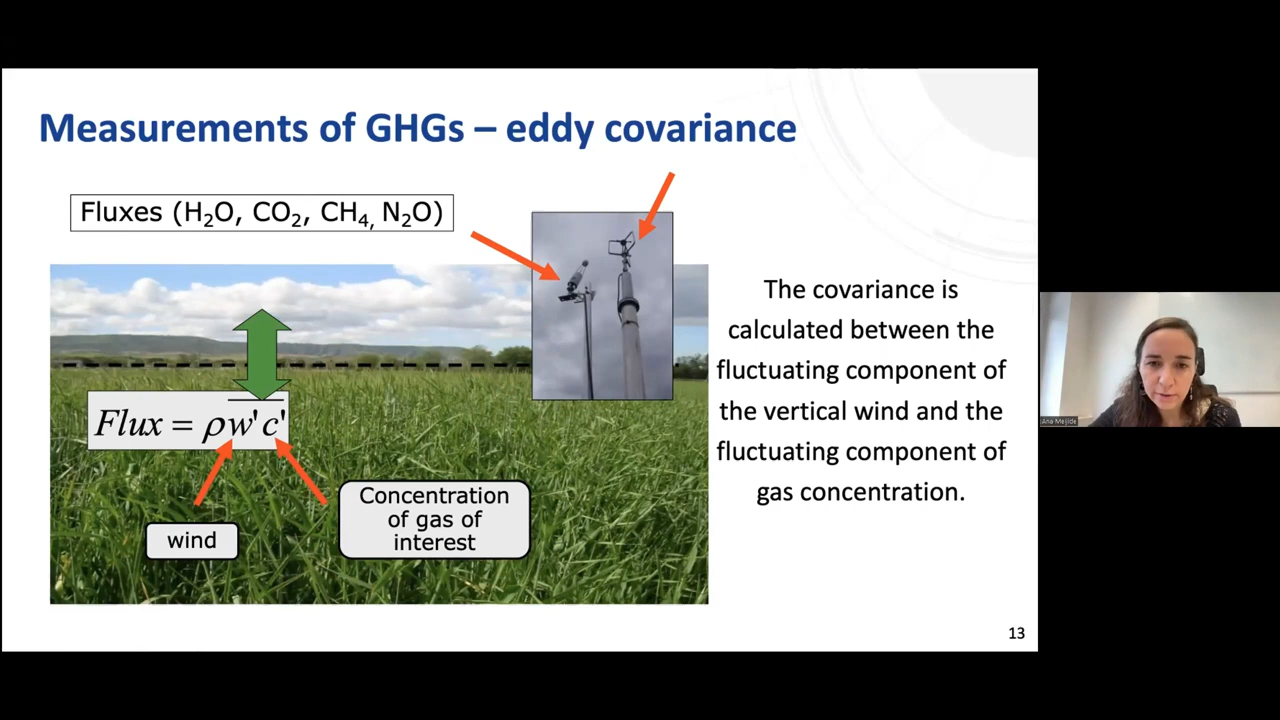 Measurements of GHGs – eddy covariance
Fluxes (H₂O, CO₂, CH₄, N₂O)
The covariance is
calculated between the
fluctuating component of
the vertical wind and the
fluctuating component of
gas concentration.
Flux = ρw'c'
Concentration
of gas of
interest
wind
Ana Meijide
13